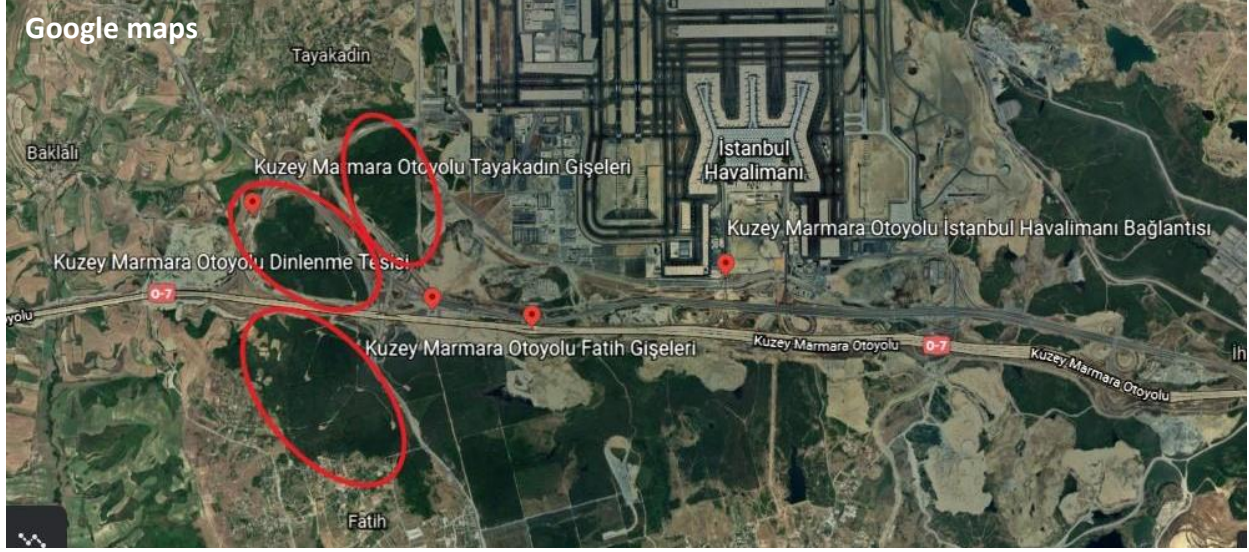 Google maps
Tayakadın
Baklalı
İstanbul
Havalimanı
Kuzey Marmara Otoyolu Tayakadın Gişeleri
Kuzey Marmara Otoyolu İstanbul Havalimanı Bağlantısı
Kuzey Marmara Otoyolu Dinlenme Tesisi
O-7
yolu
Kuzey Marmara Otoyolu Fatih Gişeleri
Kuzey Marmara Otoyolu
O-7
Kuzey Marmara Otoyolu
İh
Fatih